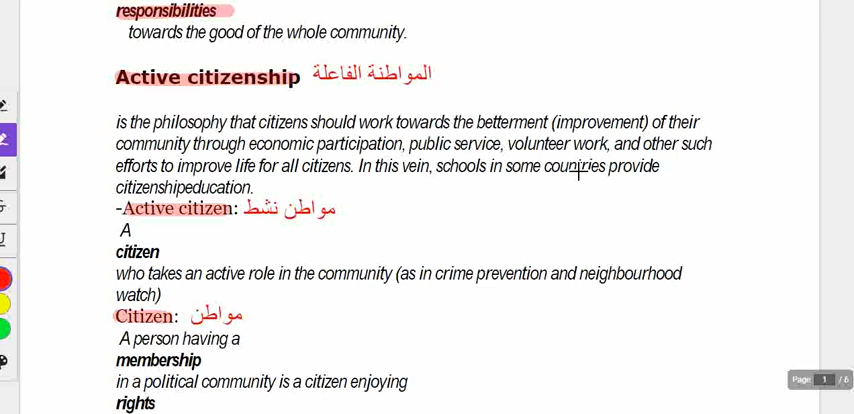 responsibilities
towards the good of the whole community.
Active citizenship المواطنة الفاعلة
is the philosophy that citizens should work towards the betterment (improvement) of their
community through economic participation, public service, volunteer work, and other such
efforts to improve life for all citizens. In this vein, schools in some countries provide
citizenshipeducation.
-Active citizen: مواطن نشط
A
citizen
who takes an active role in the community (as in crime prevention and neighbourhood
watch)
Citizen: مواطن
A person having a
membership
in a political community is a citizen enjoying
rights
Page 1 / 6